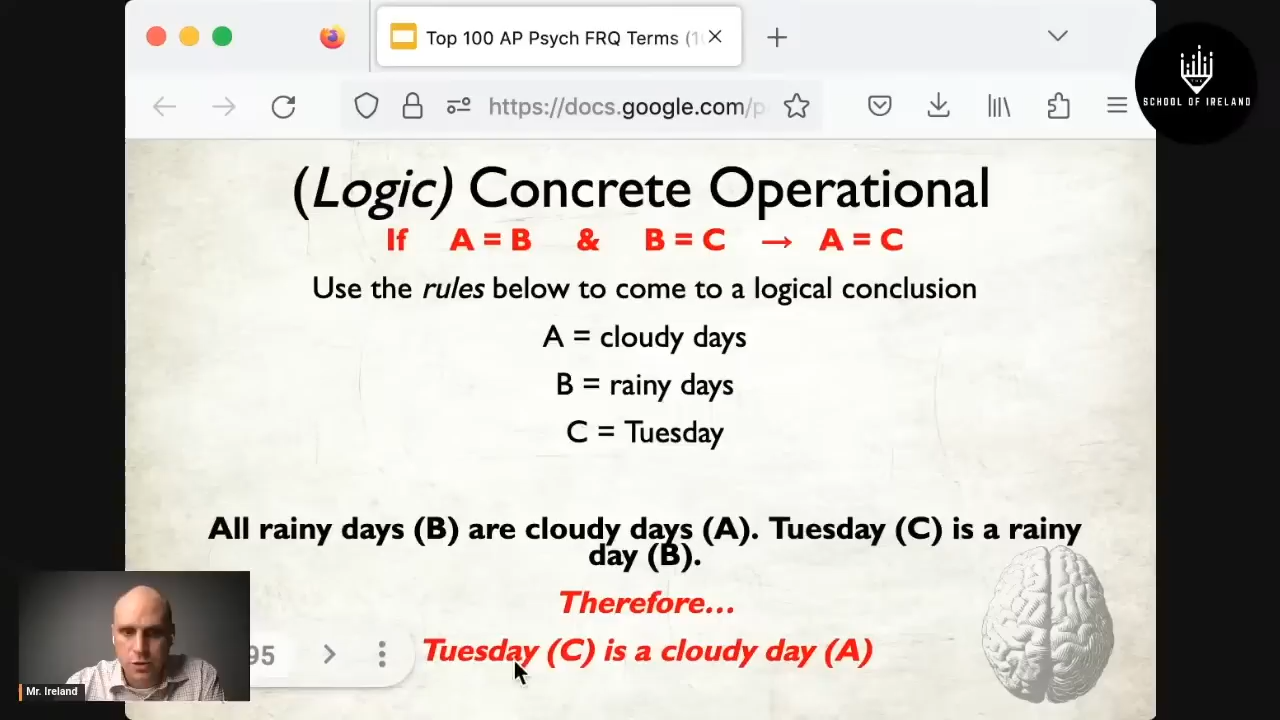 Top 100 AP Psych FRQ Terms (1
https://docs.google.com/p
THE
SCHOOL OF IRELAND
(Logic) Concrete Operational
If A = B & B = C → A = C
Use the rules below to come to a logical conclusion
A = cloudy days
B = rainy days
C = Tuesday
All rainy days (B) are cloudy days (A). Tuesday (C) is a rainy
day (B).
Therefore...
Tuesday (C) is a cloudy day (A)
95
Mr. Ireland